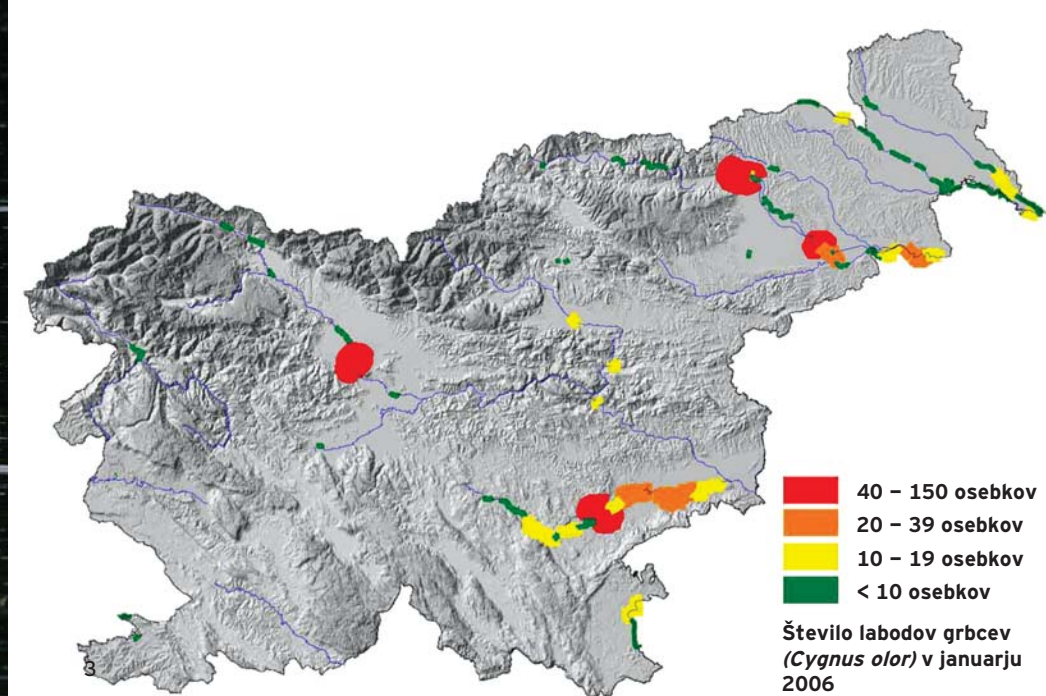 40 – 150 osebkov
20 – 39 osebkov
10 – 19 osebkov
< 10 osebkov
Število labodov grbcev
(Cygnus olor) v januarju
2006
3